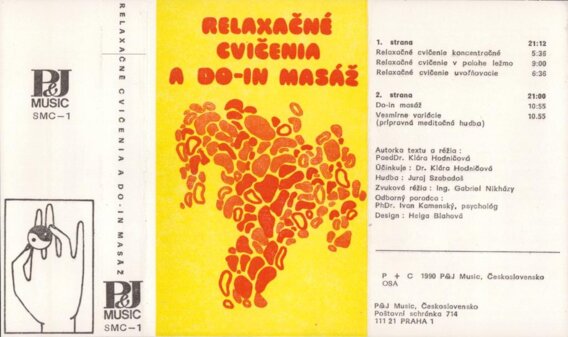 P&J
MUSIC
SMC-1
P&J
MUSIC
SMC-1
RELAXAČNÉ CVIČENIA A DO-IN MASÁŽ
RELAXAČNÉ
CVIČENIA
A DO-IN MASÁŽ
1. strana 21:12
Relaxačné cvičenie koncentračné 5:35
Relaxačné cvičenie v polohe ležmo 9:00
Relaxačné cvičenie uvoľňovacie 6:36
2. strana 21:00
Do-in masáž 10:55
Vesmírne variácie 10.55
(prípravná meditačná hudba)
Autorka textu a réžia :
PaedDr. Klára Hodničová
Účinkuje : Dr. Klára Hodničová
Hudba : Juraj Szabadoš
Zvuková réžia : Ing. Gabriel Nikházy
Odborný poradca :
PhDr. Ivan Kamenský, psychológ
Design : Helga Blahová
P + C 1990 P&J Music, Československo
OSA
P&J Music, Československo
Poštovní schránka 714
111 21 PRAHA 1